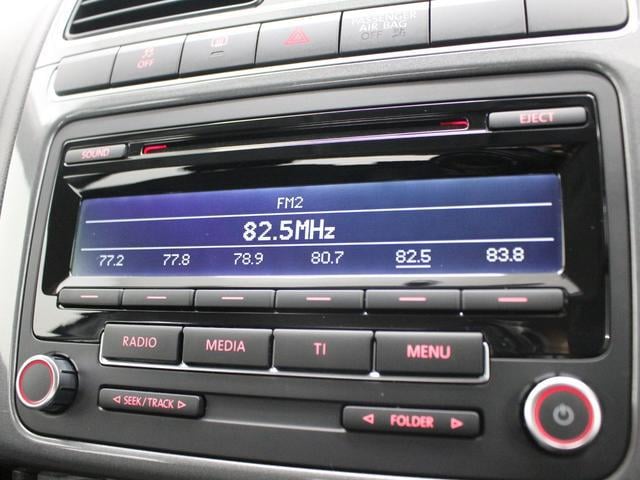 OFF
PASSENGER
AIR BAG
OFF
SOUND
EJECT
FM2
82.5MHz
77.2 77.8 78.9 80.7 82.5 83.8
RADIO MEDIA TI MENU
SEEK/TRACK
FOLDER